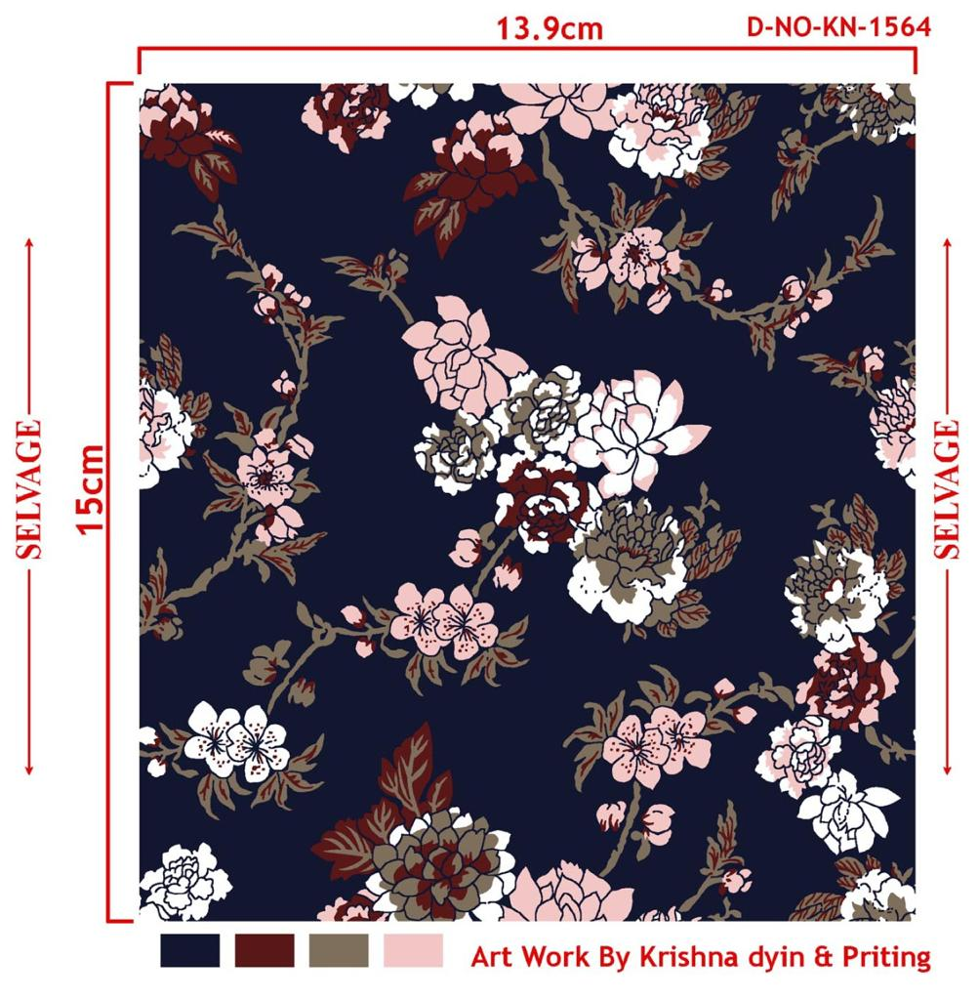 13.9cm
D-NO-KN-1564
15cm
SELVAGE
SELVAGE
Art Work By Krishna dyin & Priting